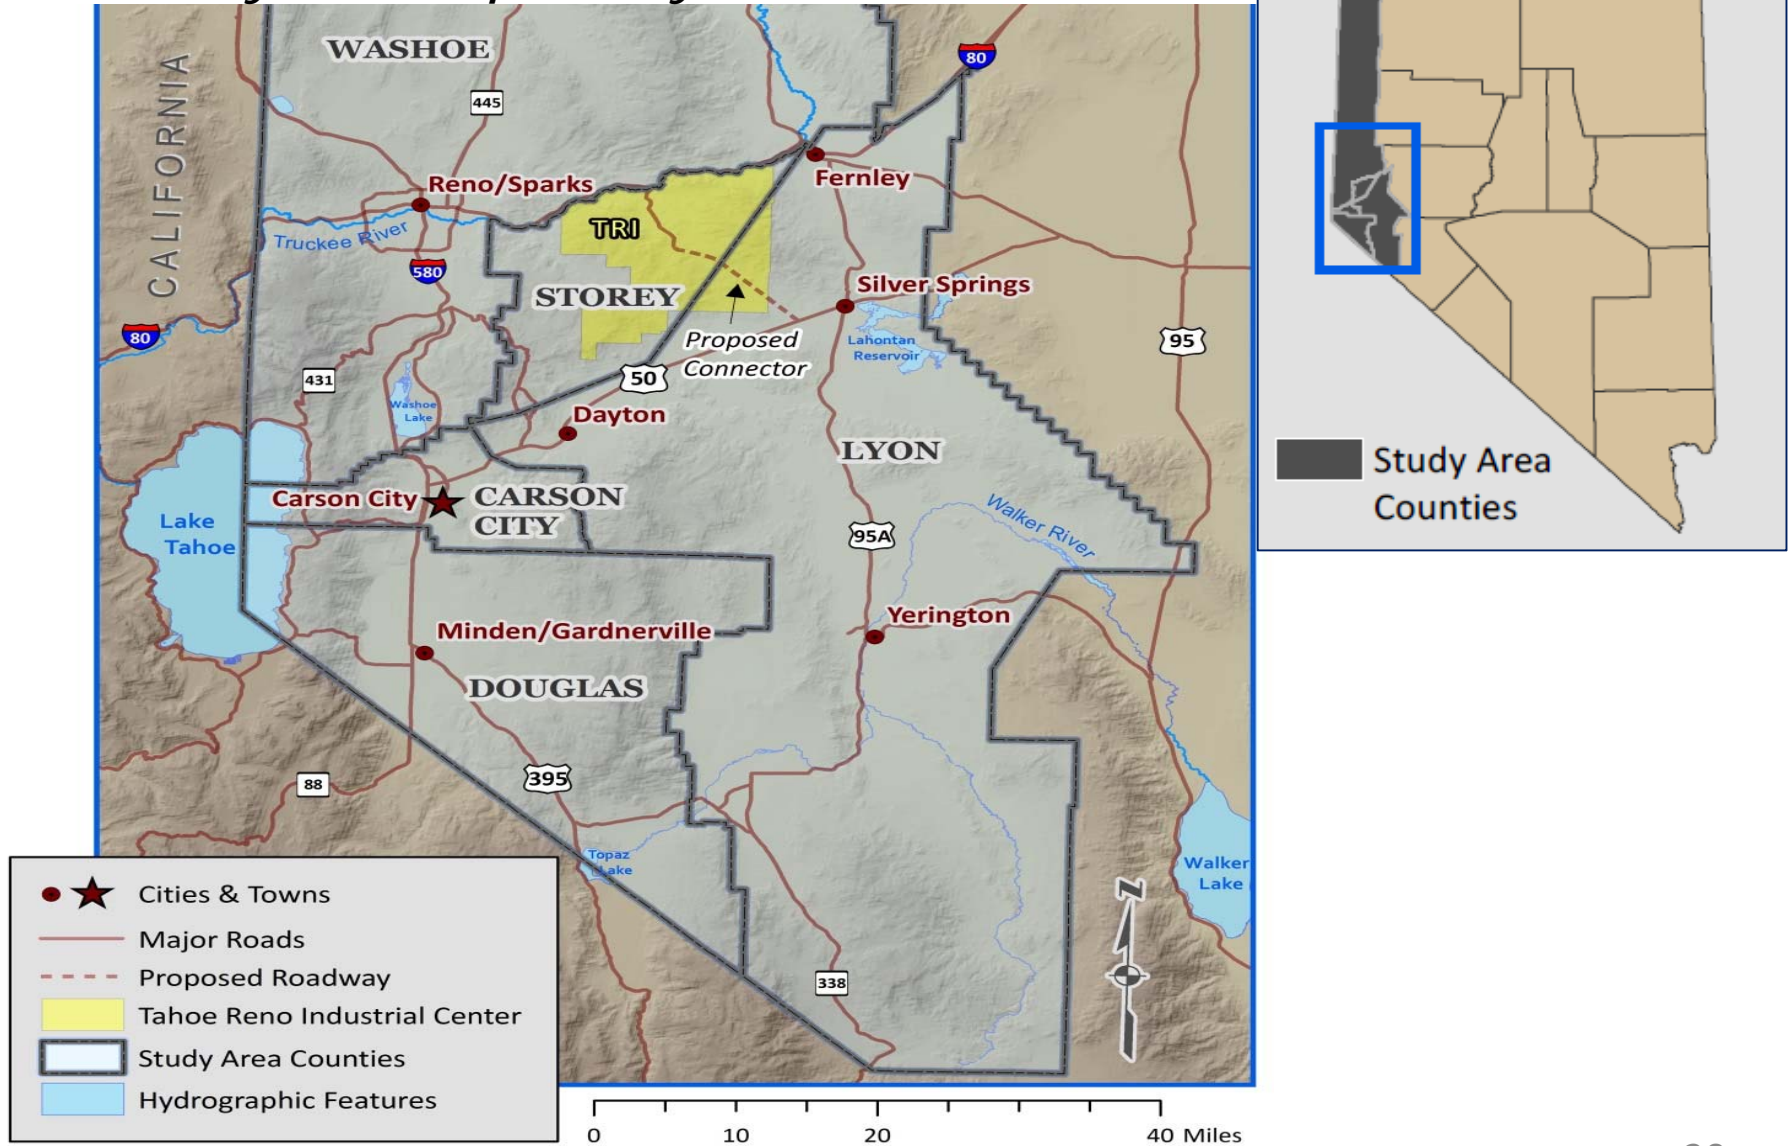 WASHOE
80
CALIFORNIA
445
Fernley
Reno/Sparks
TRI
Truckee River
580
Silver Springs
STOREY
80
Proposed
Connector
Lahontan
Reservoir
95
431
50
Washoe
Lake
Dayton
LYON
Carson City
CARSON
CITY
Walker River
Lake
Tahoe
95A
Yerington
Minden/Gardnerville
DOUGLAS
395
88
Topaz
Lake
Walker
Lake
N
338
Cities & Towns
Major Roads
Proposed Roadway
Tahoe Reno Industrial Center
Study Area Counties
Hydrographic Features
0 10 20 40 Miles
Study Area
Counties